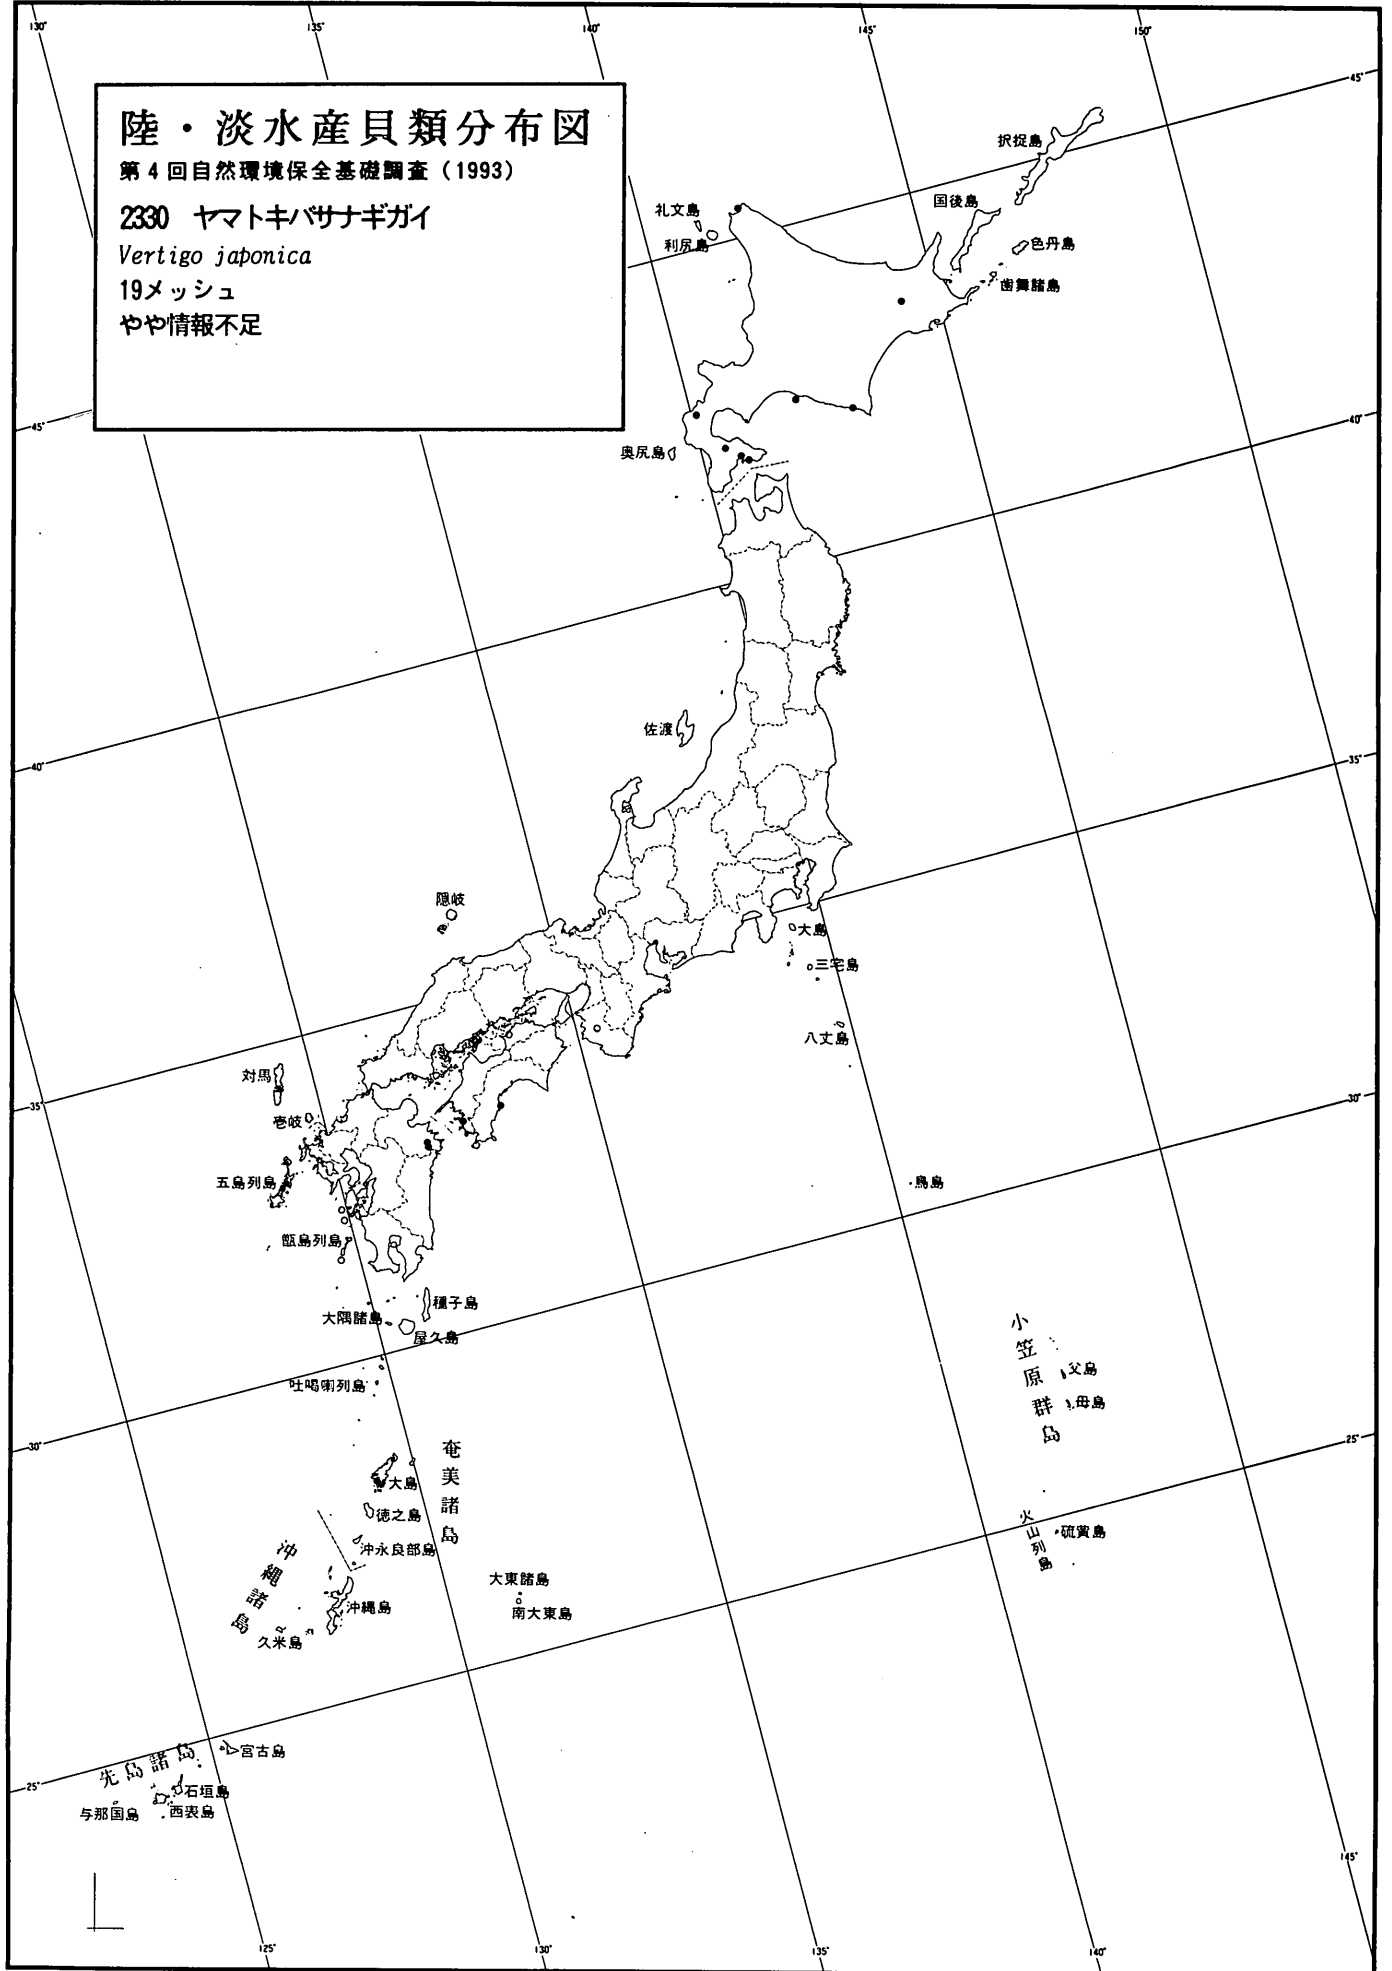 130°
135°
140°
145°
150°
45°
陸・淡水産貝類分布図
第4回自然環境保全基礎調査(1993)
2330 ヤマトキバサナギガイ
Vertigo japonica
19メッシュ
やや情報不足
択捉島
国後島
色丹島
歯舞諸島
礼文島
利尻島
奥尻島
45°
40°
佐渡
40°
35°
隠岐
大島
三宅島
八丈島
対馬
壱岐
35°
30°
五島列島
甑島列島
鳥島
種子島
大隅諸島
屋久島
吐噶喇列島
小笠原群島
父島
母島
30°
25°
奄美諸島
大島
徳之島
沖永良部島
沖縄諸島
沖縄島
久米島
大東諸島
南大東島
火山列島
硫黄島
先島諸島
宮古島
石垣島
西表島
与那国島
25°
145°
125°
130°
135°
140°